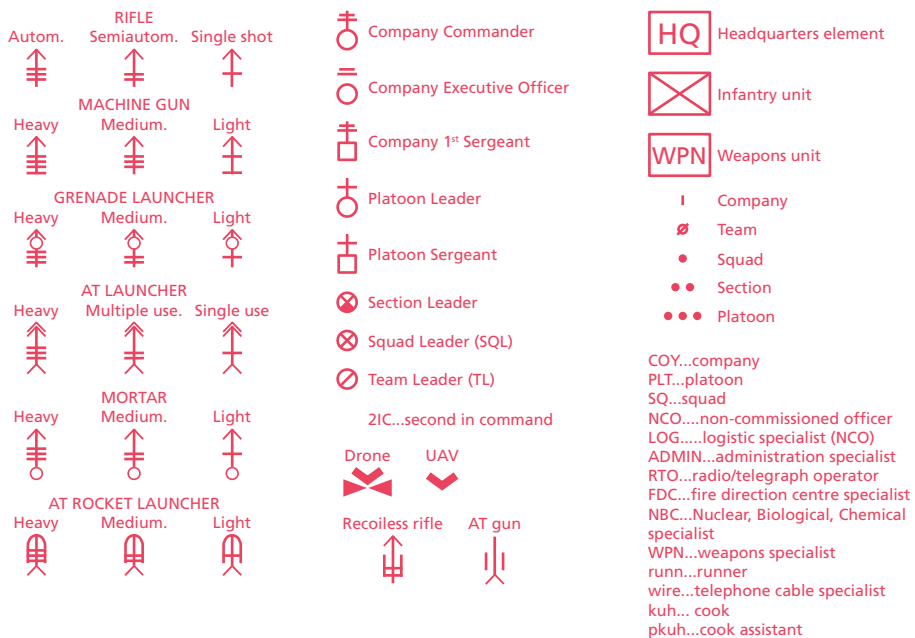 RIFLE
Autom. Semiautom. Single shot
MACHINE GUN
Heavy Medium. Light
GRENADE LAUNCHER
Heavy Medium. Light
AT LAUNCHER
Heavy Multiple use. Single use
MORTAR
Heavy Medium. Light
AT ROCKET LAUNCHER
Heavy Medium. Light
Company Commander
Company Executive Officer
Company 1st Sergeant
Platoon Leader
Platoon Sergeant
Section Leader
Squad Leader (SQL)
Team Leader (TL)
2IC...second in command
Drone UAV
Recoiless rifle AT gun
HQ Headquarters element
Infantry unit
WPN Weapons unit
Company
Team
Squad
Section
Platoon
COY...company
PLT...platoon
SQ...squad
NCO....non-commissioned officer
LOG.....logistic specialist (NCO)
ADMIN...administration specialist
RTO...radio/telegraph operator
FDC...fire direction centre specialist
NBC...Nuclear, Biological, Chemical
specialist
WPN...weapons specialist
runn...runner
wire...telephone cable specialist
kuh... cook
pkuh...cook assistant